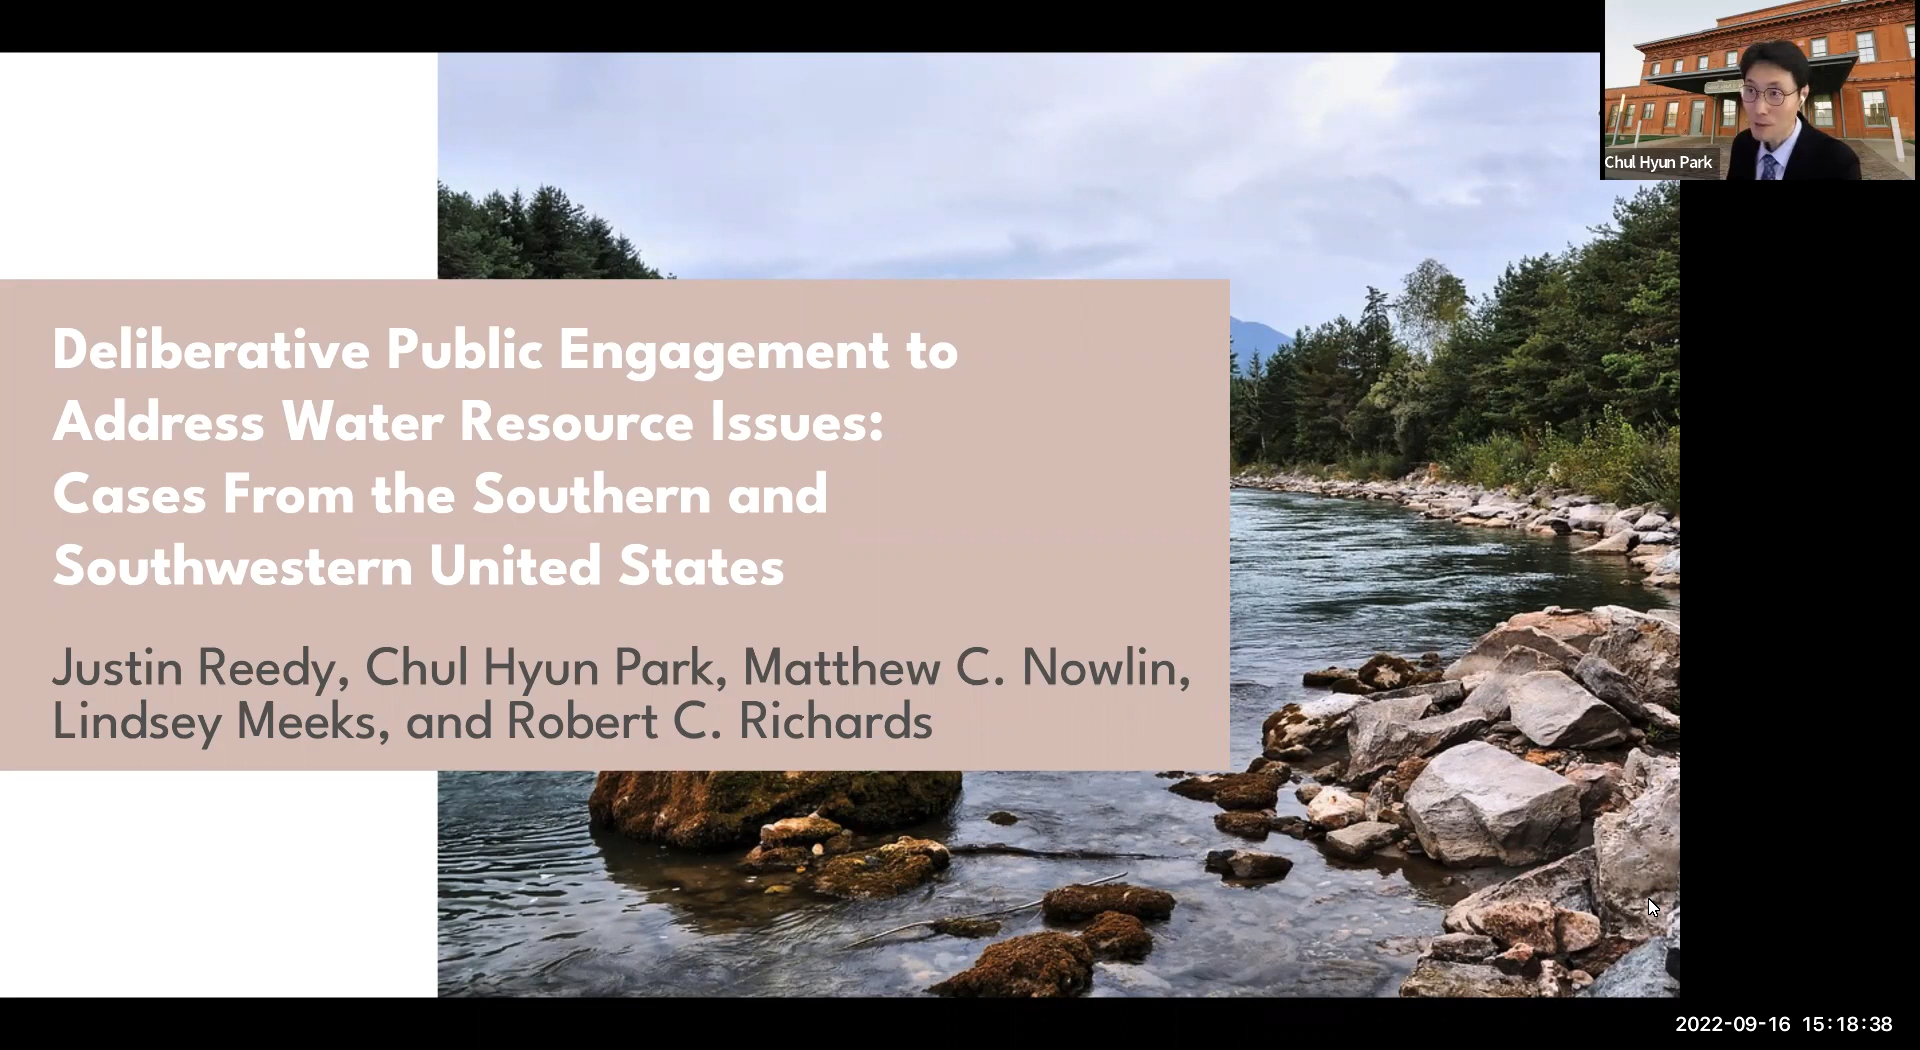 Deliberative Public Engagement to
Address Water Resource Issues:
Cases From the Southern and
Southwestern United States
Justin Reedy, Chul Hyun Park, Matthew C. Nowlin,
Lindsey Meeks, and Robert C. Richards
Chul Hyun Park
2022-09-16 15:18:38